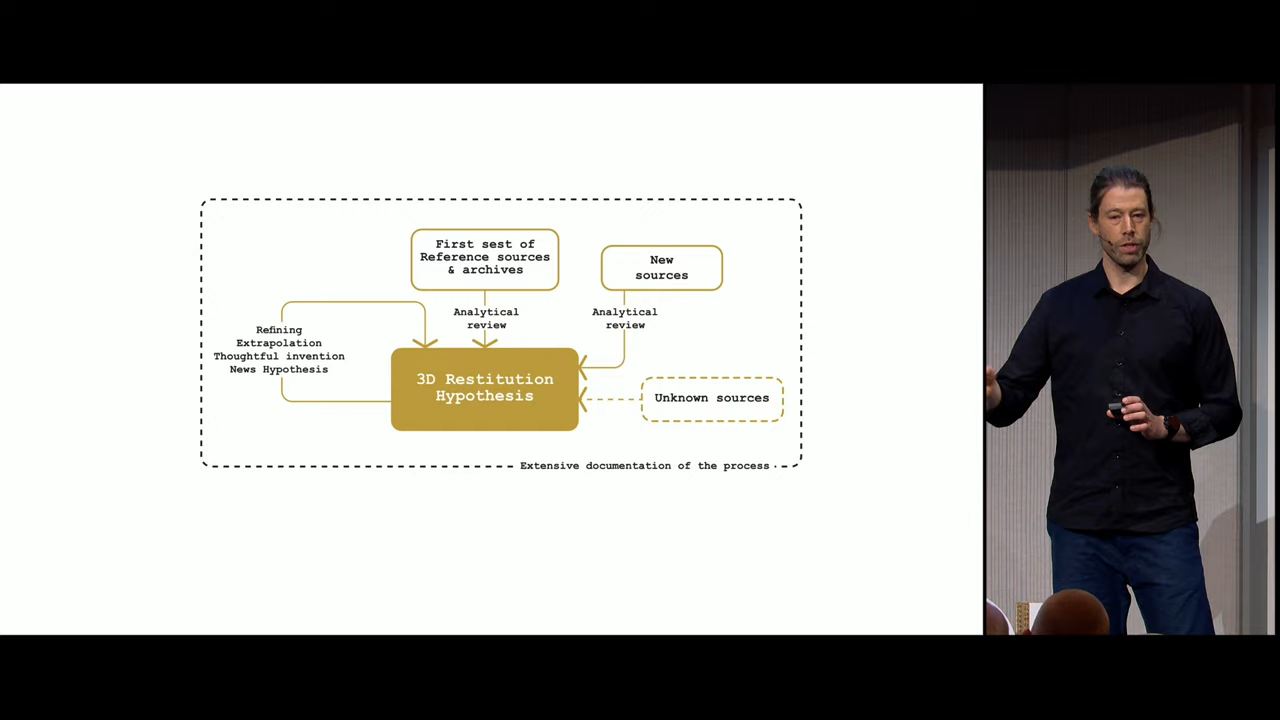 First sest of
Reference sources
& archives
New
sources
Analytical
review
Analytical
review
Refining
Extrapolation
Thoughtful invention
News Hypothesis
3D Restitution
Hypothesis
Unknown sources
Extensive documentation of the process